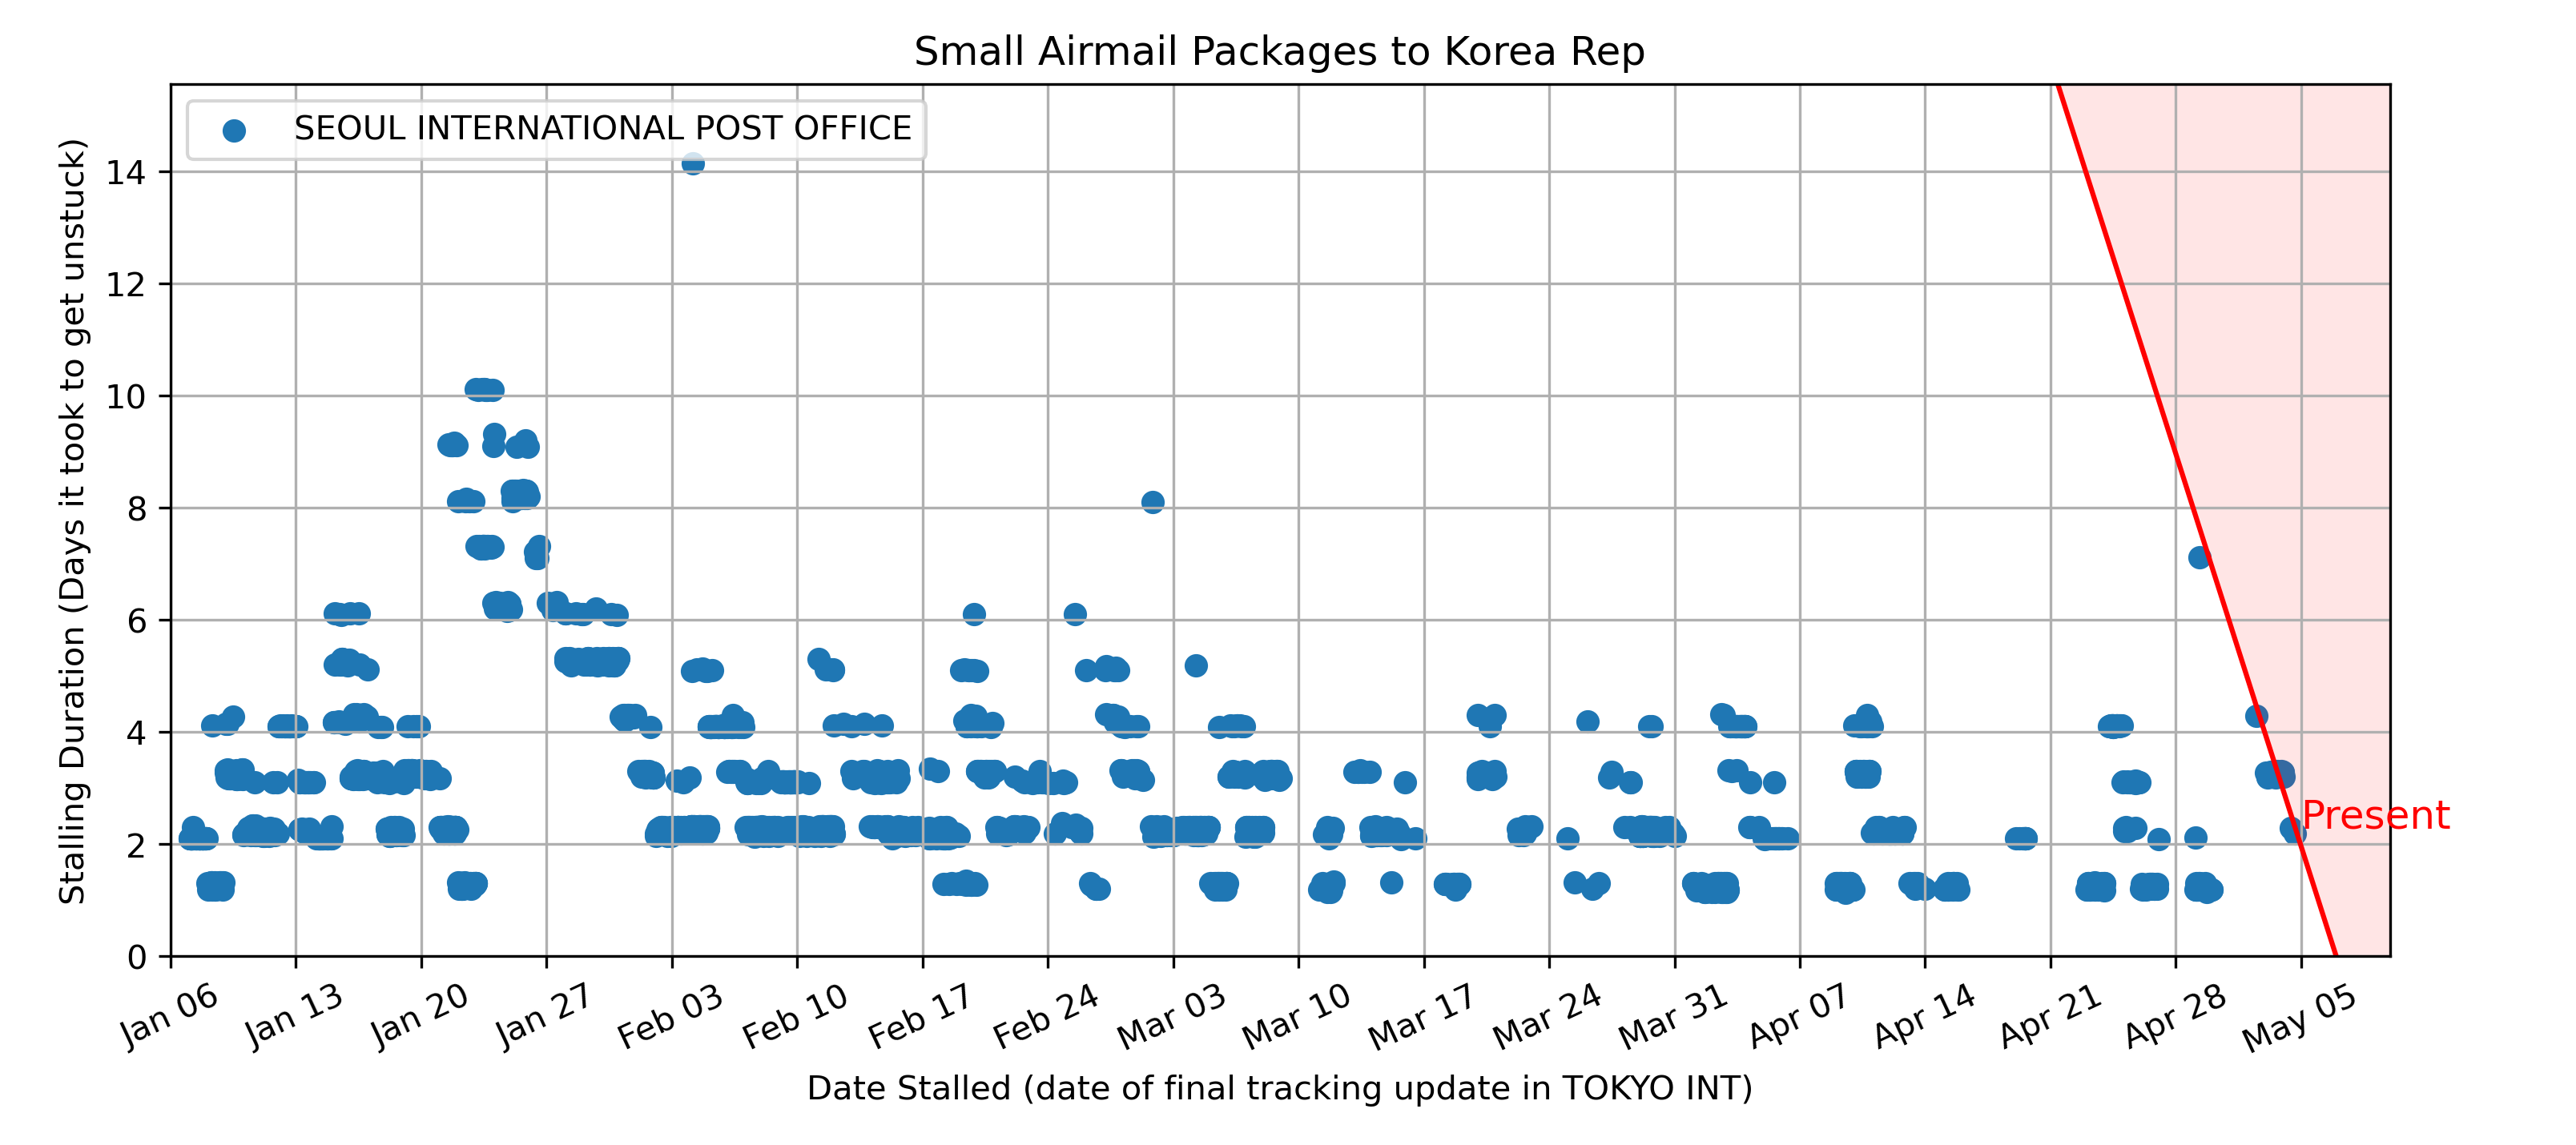 Small Airmail Packages to Korea Rep
SEOUL INTERNATIONAL POST OFFICE
Stalling Duration (Days it took to get unstuck)
14
12
10
8
6
4
2
0
Present
Jan 06
Jan 13
Jan 20
Jan 27
Feb 03
Feb 10
Feb 17
Feb 24
Mar 03
Mar 10
Mar 17
Mar 24
Mar 31
Apr 07
Apr 14
Apr 21
Apr 28
May 05
Date Stalled (date of final tracking update in TOKYO INT)